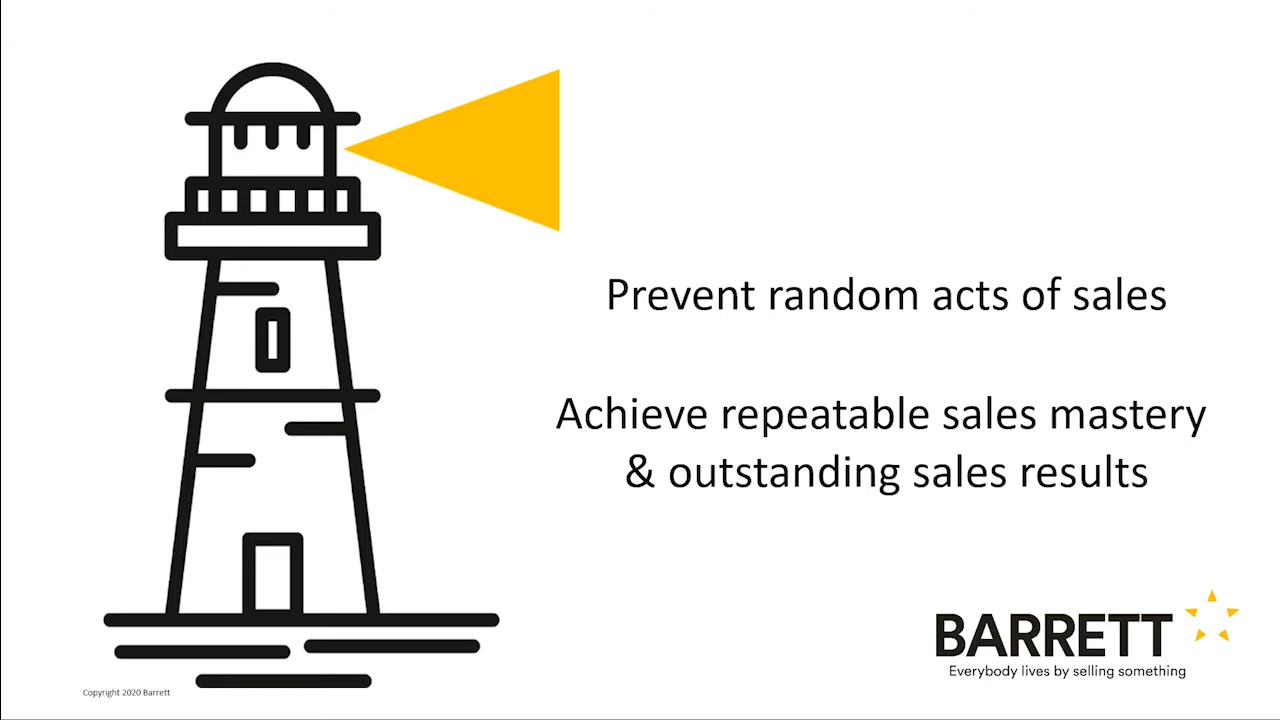 Prevent random acts of sales
Achieve repeatable sales mastery
& outstanding sales results
BARRETT
Everybody lives by selling something
Copyright 2020 Barrett